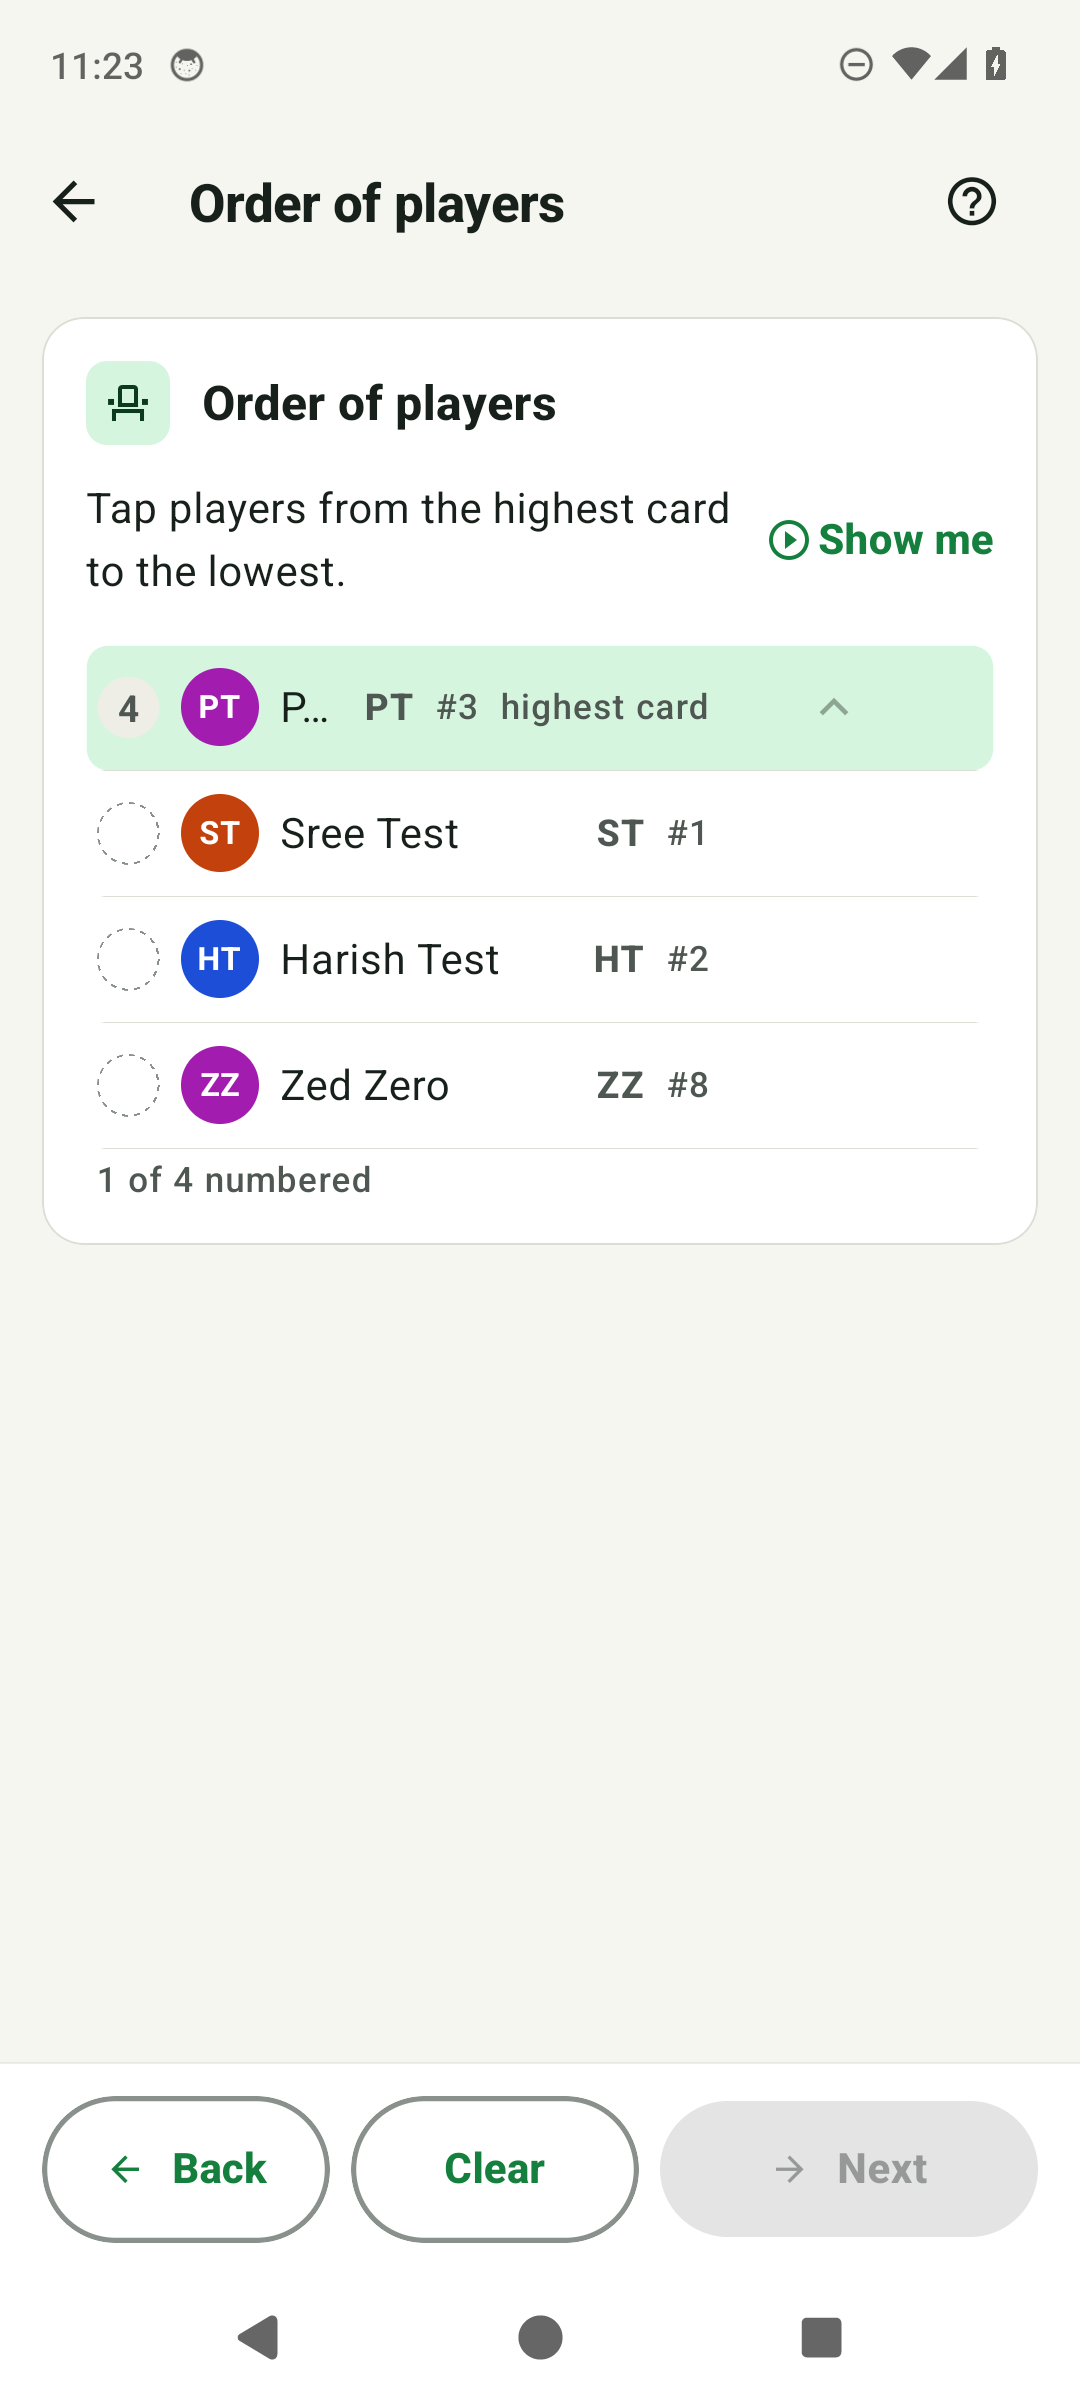 11:23
Order of players
Order of players
Tap players from the highest card
to the lowest.
Show me
4 PT P... PT #3 highest card
ST Sree Test ST #1
HT Harish Test HT #2
ZZ Zed Zero ZZ #8
1 of 4 numbered
Back Clear Next